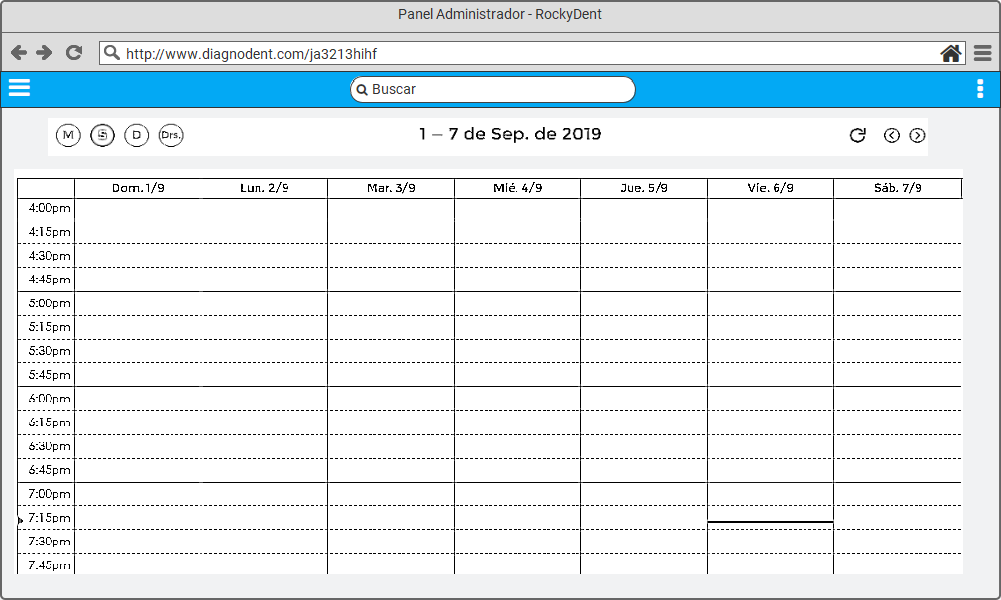 Panel Administrador - RockyDent
http://www.diagnodent.com/ja3213hihf
Buscar
M S D Drs. 1 – 7 de Sep. de 2019
Dom. 1/9 Lun. 2/9 Mar. 3/9 Mié. 4/9 Jue. 5/9 Vie. 6/9 Sáb. 7/9
4:00pm
4:15pm
4:30pm
4:45pm
5:00pm
5:15pm
5:30pm
5:45pm
6:00pm
6:15pm
6:30pm
6:45pm
7:00pm
7:15pm
7:30pm
7:45pm